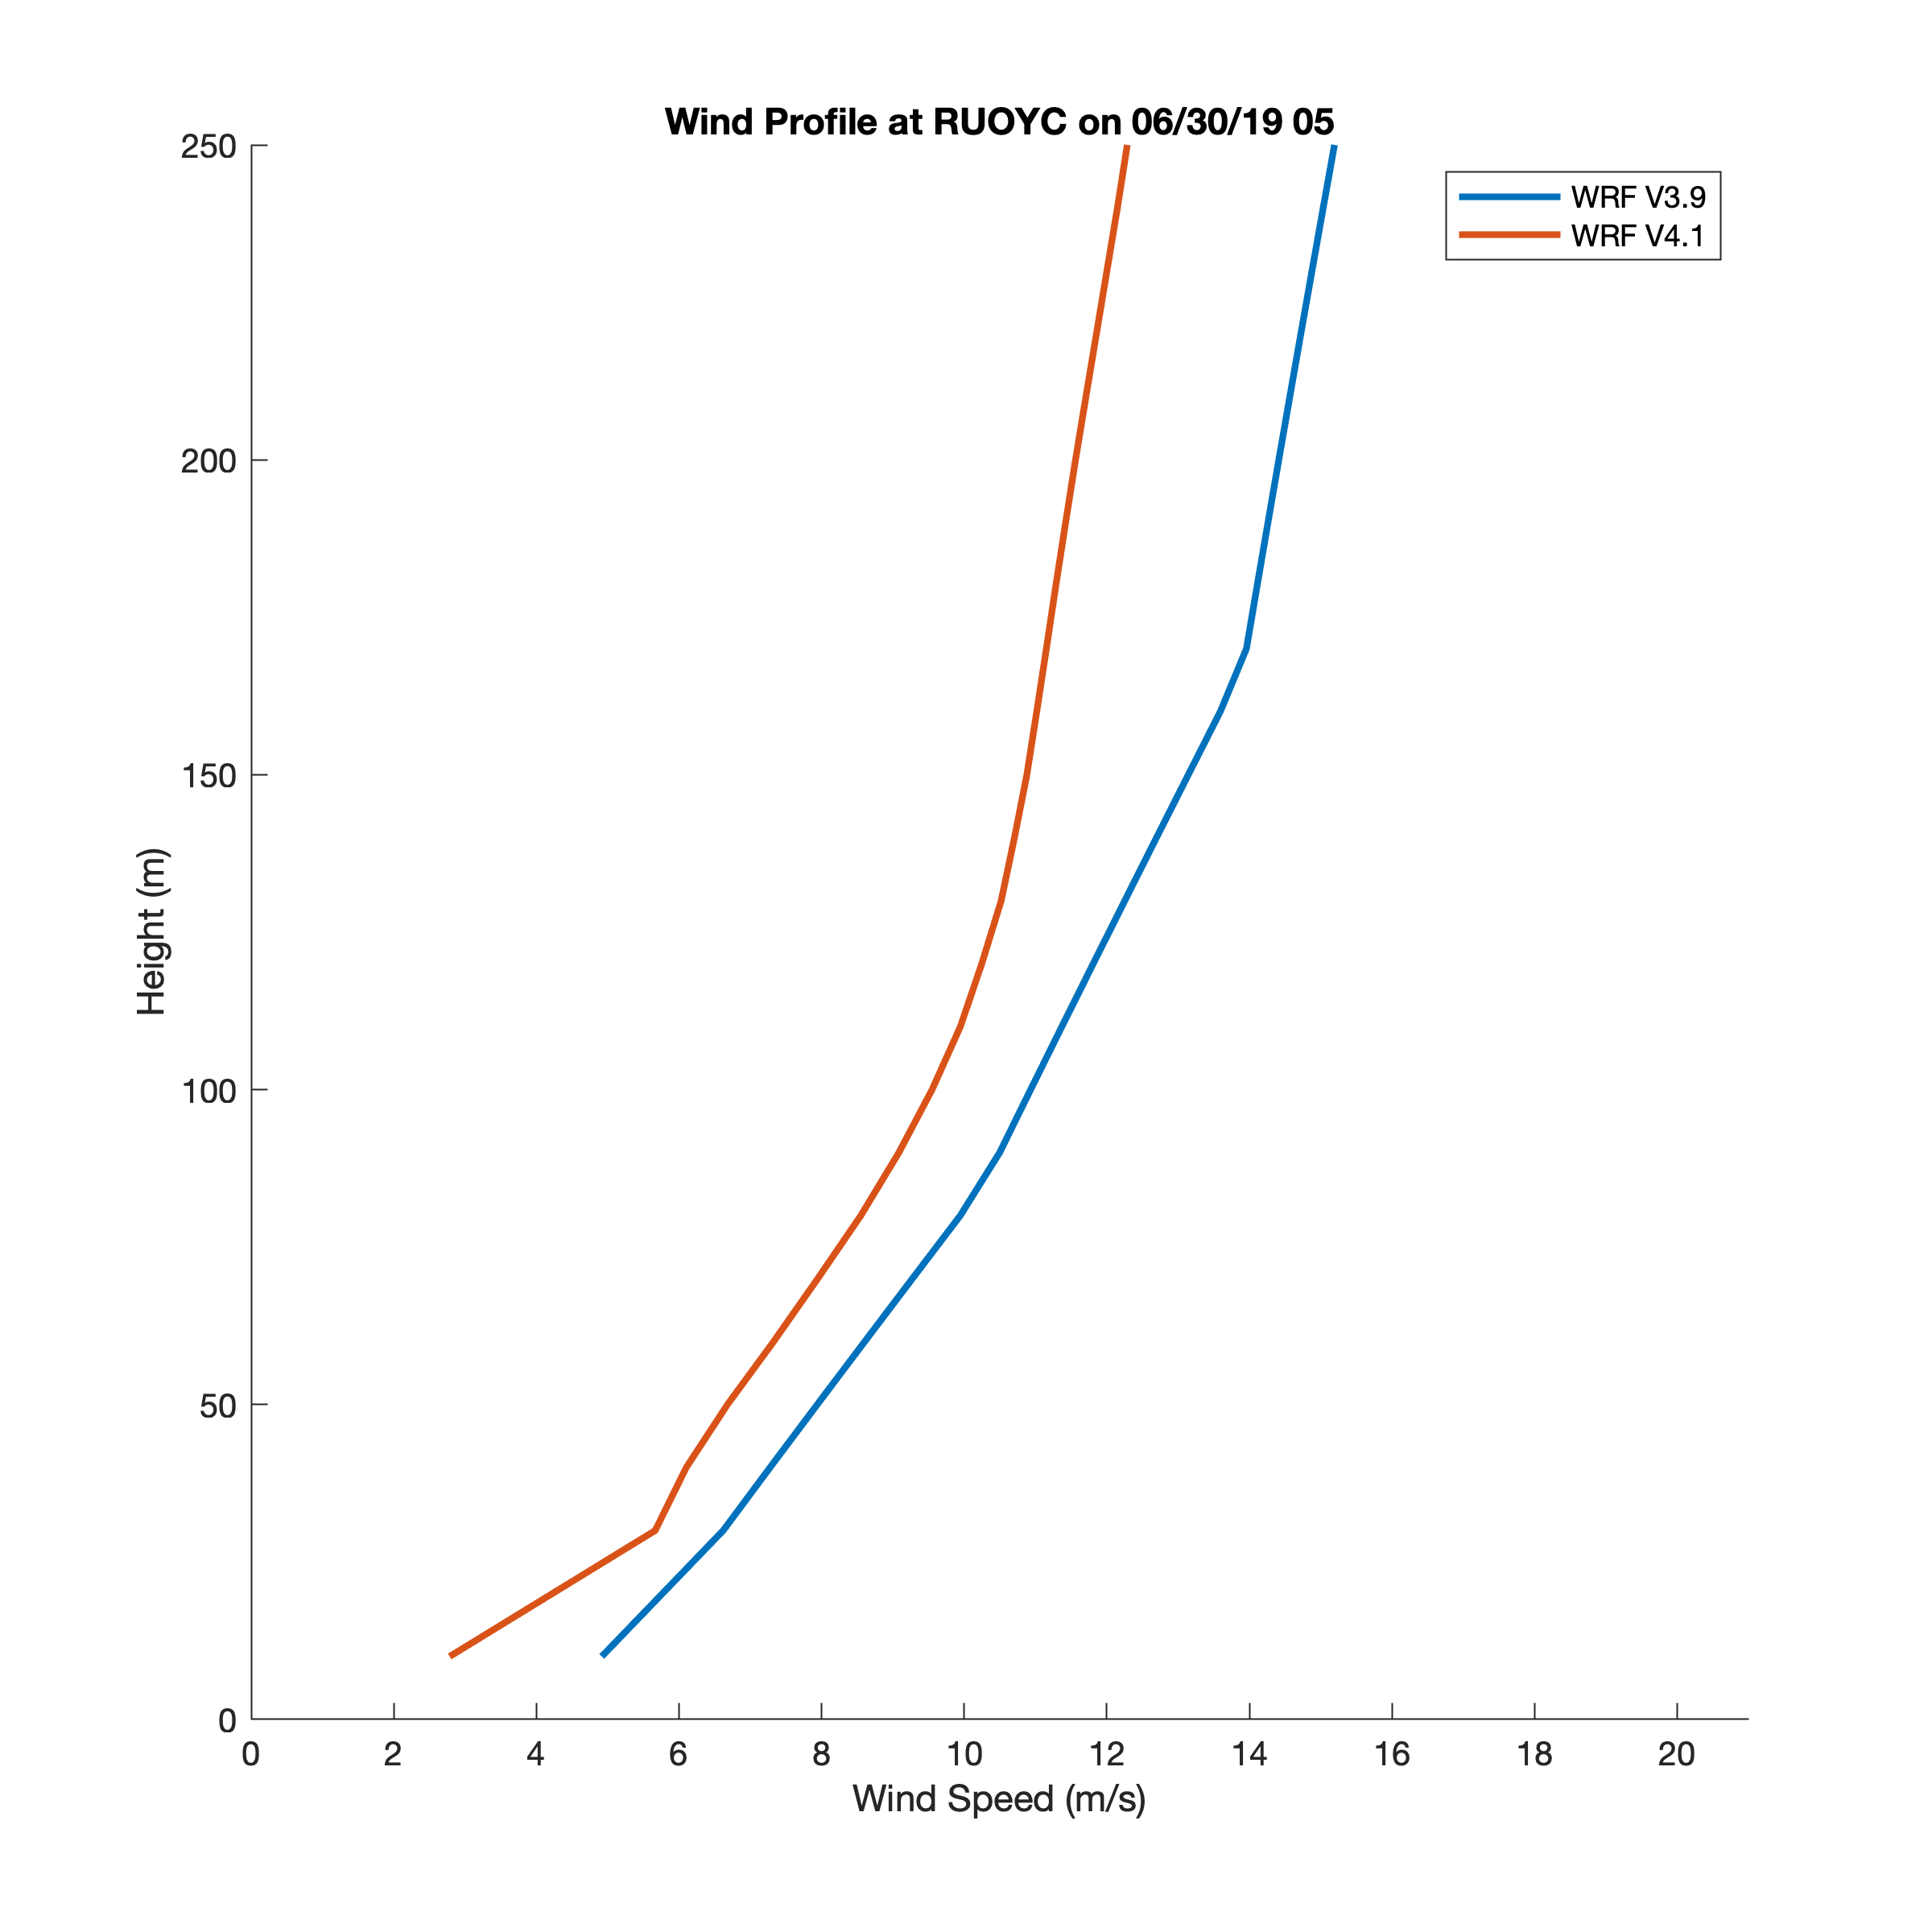 Wind Profile at RUOYC on 06/30/19 05
WRF V3.9
WRF V4.1
250
200
150
100
50
0
Height (m)
0 2 4 6 8 10 12 14 16 18 20
Wind Speed (m/s)